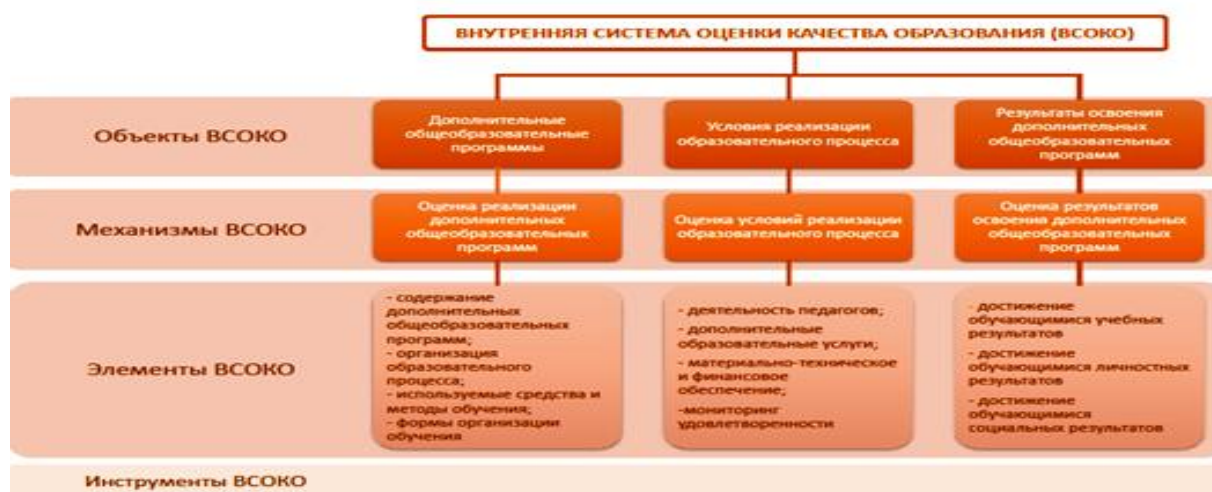 ВНУТРЕННЯЯ СИСТЕМА ОЦЕНКИ КАЧЕСТВА ОБРАЗОВАНИЯ (ВСОКО)
Объекты ВСОКО
Дополнительные
общеобразовательные
программы
Условия реализации
образовательного процесса
Результаты освоения
дополнительных
общеобразовательных
программ
Механизмы ВСОКО
Оценка реализации
дополнительных
общеобразовательных
программ
Оценка условий реализации
образовательного процесса
Оценка результатов
освоения дополнительных
общеобразовательных
программ
Элементы ВСОКО
- содержание
дополнительных
общеобразовательных
программ;
- организация
образовательного
процесса;
- используемые средства и
методы обучения;
- формы организации
обучения
- деятельность педагогов;
- дополнительные
образовательные услуги;
- материально-техническое
и финансовое
обеспечение;
-мониторинг
удовлетворенности
- достижение
обучающимися учебных
результатов
- достижение
обучающимися личностных
результатов
- достижение
обучающимися
социальных результатов
Инструменты ВСОКО